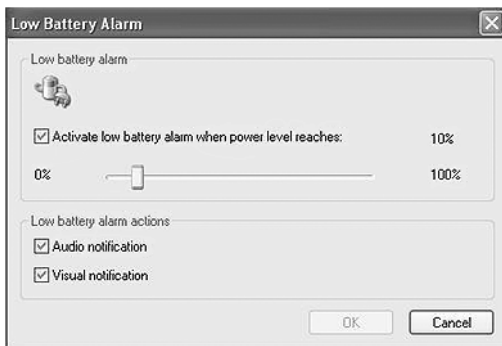 Low Battery Alarm
Low battery alarm
Activate low battery alarm when power level reaches: 10%
0% 100%
Low battery alarm actions
Audio notification
Visual notification
OK Cancel